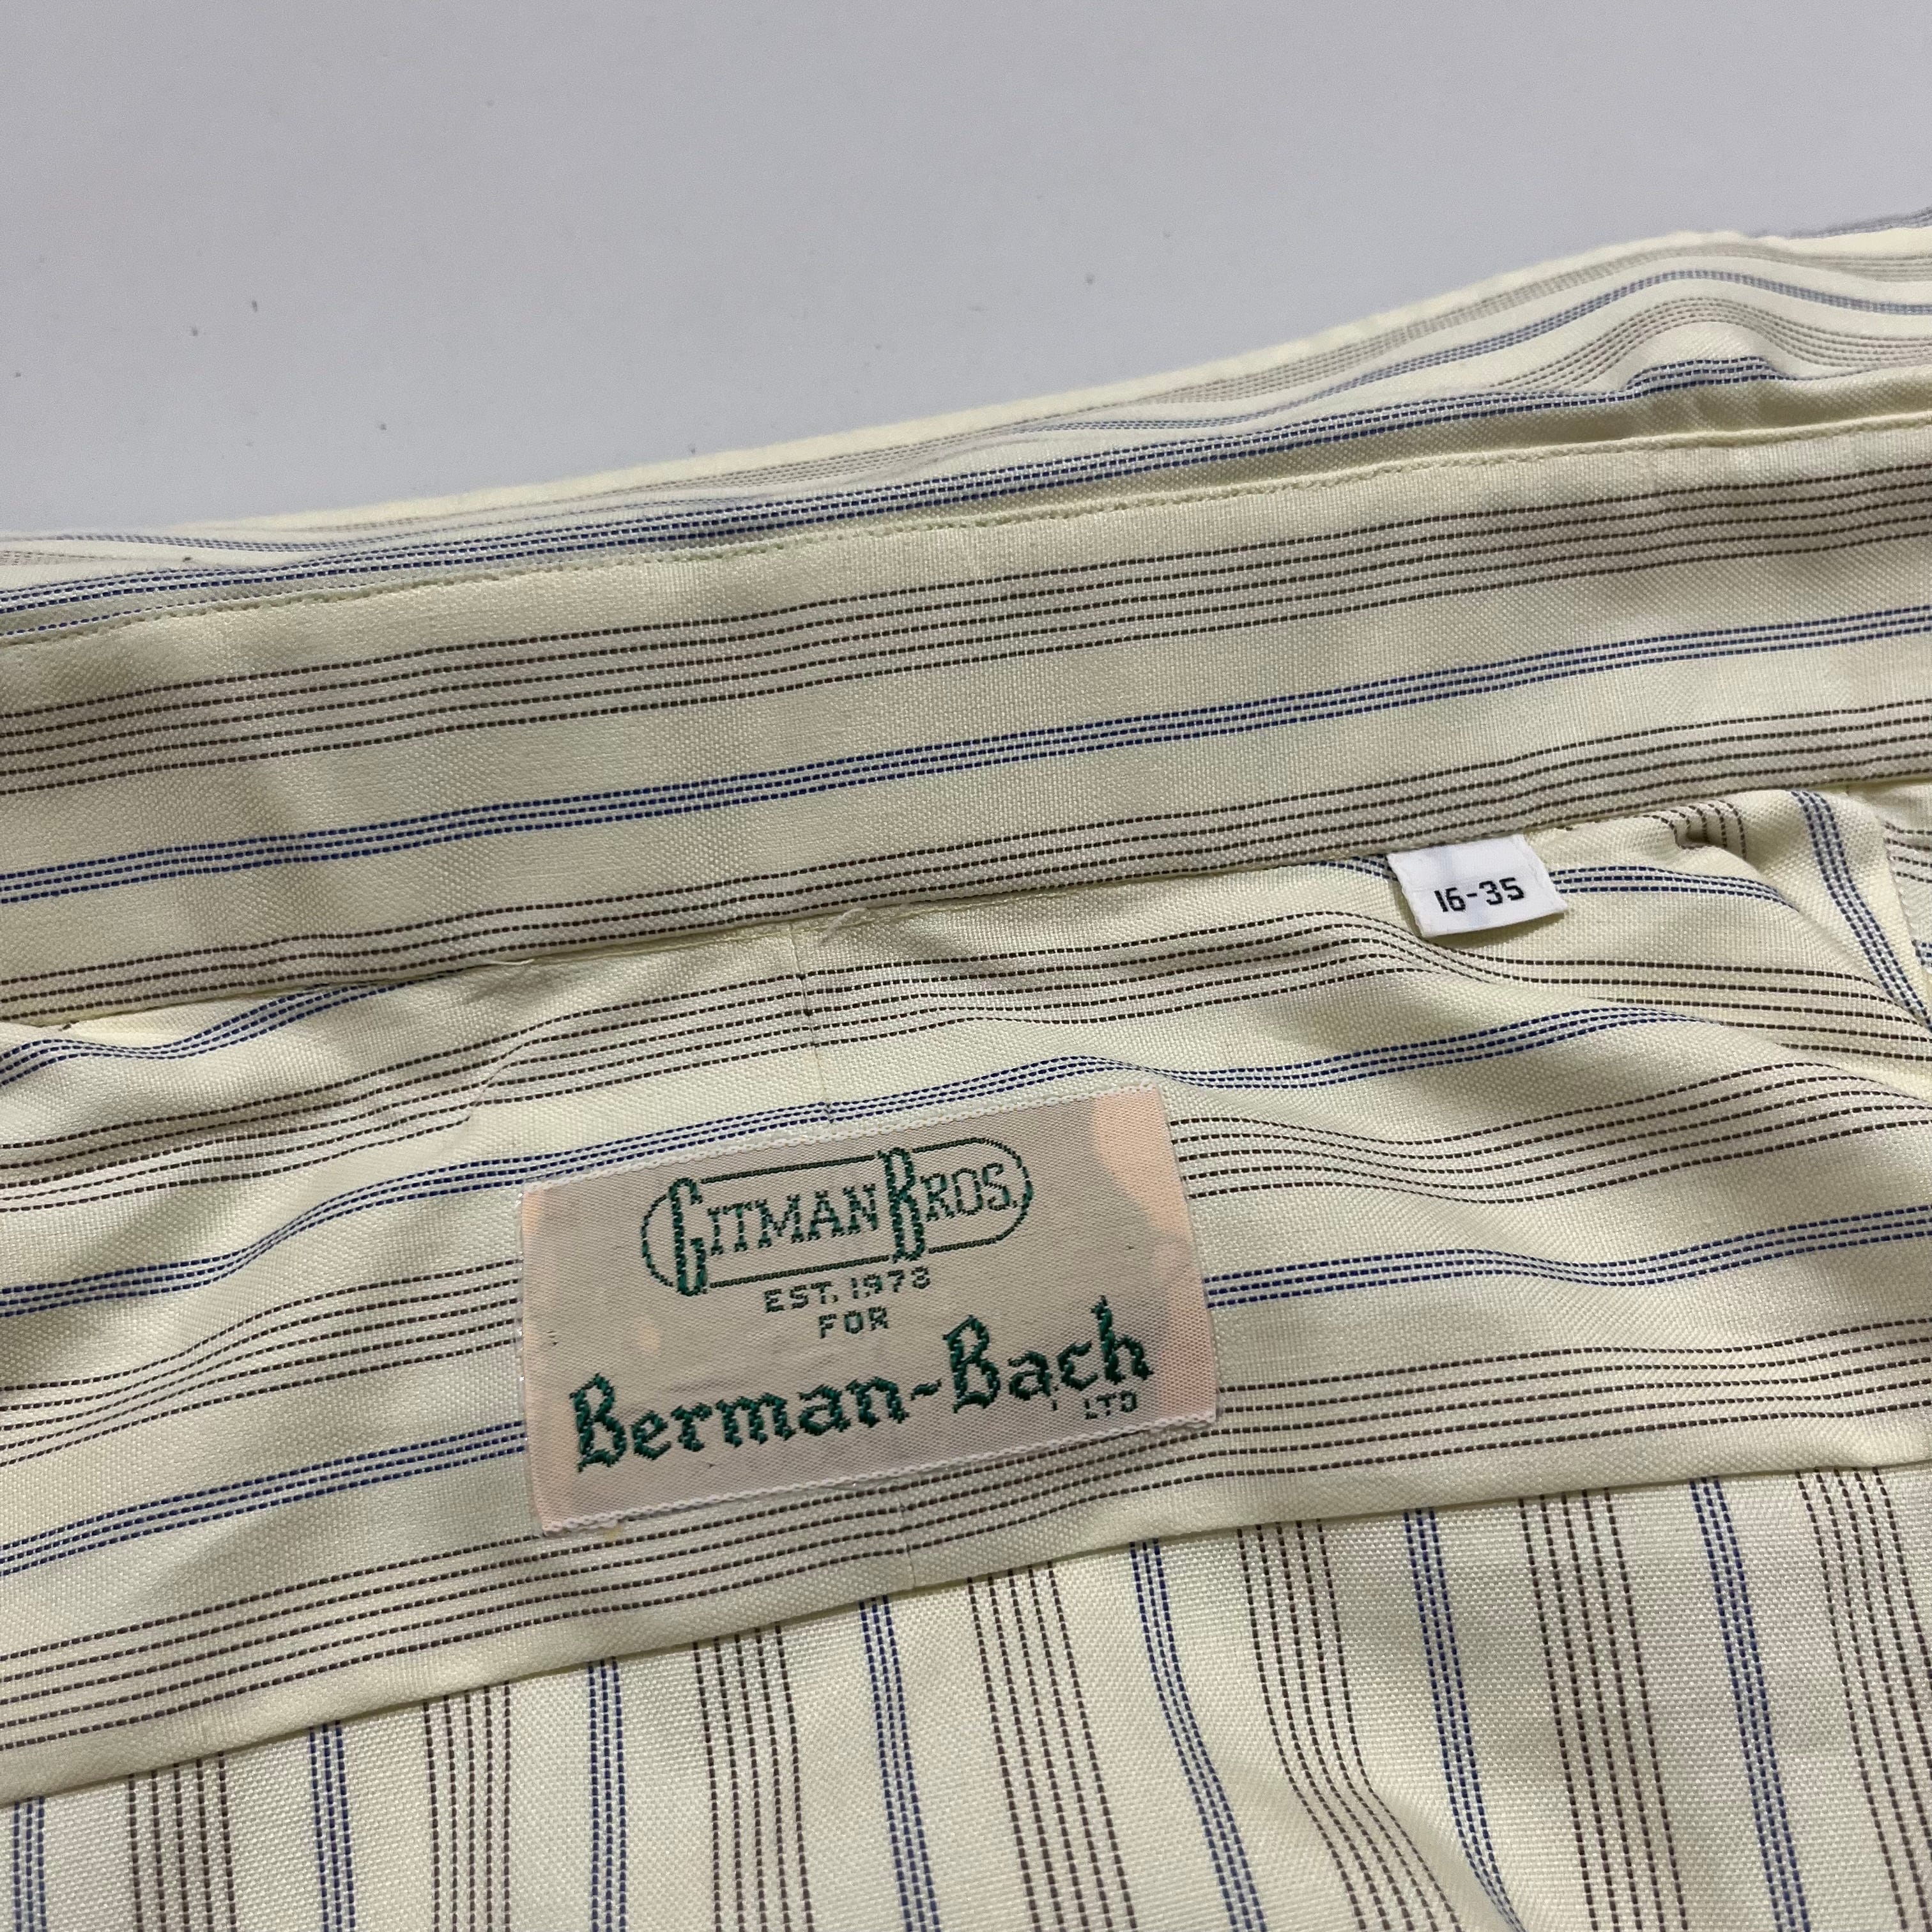 16-35
GITMAN BROS.
EST. 1978
FOR
Berman-Bach
LTD